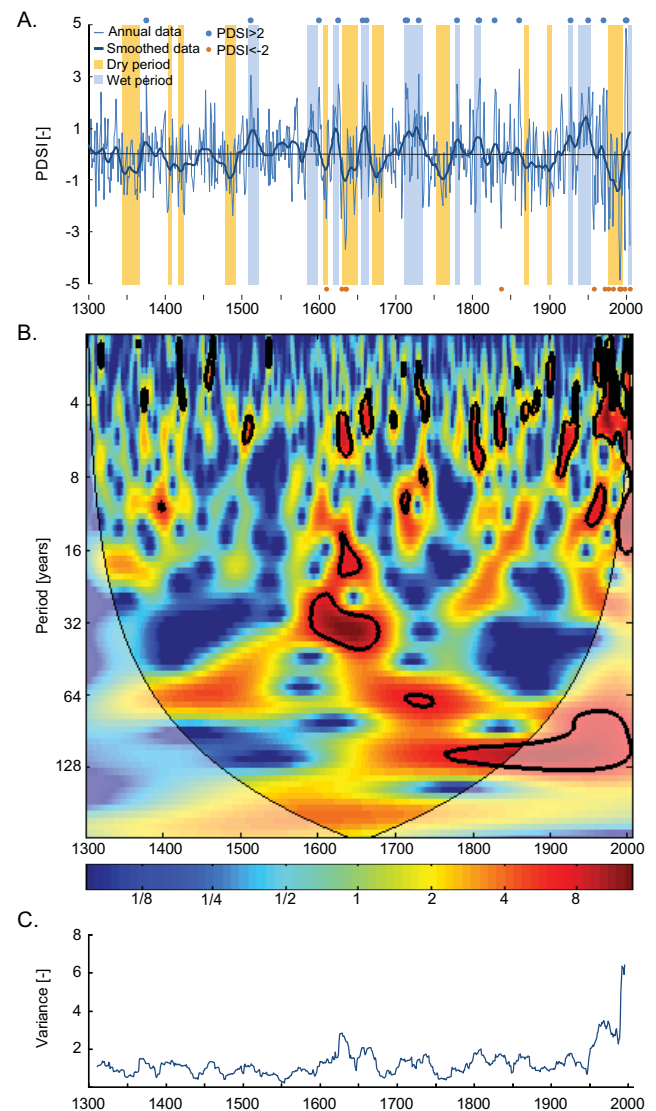 A.
5
Annual data
PDSI>2
Smoothed data
PDSI<-2
3
Dry period
Wet period
1
PDSI [-]
-1
-3
-5
1300 1400 1500 1600 1700 1800 1900 2000
B.
4
8
16
Period [years]
32
64
128
1300 1400 1500 1600 1700 1800 1900 2000
1/8 1/4 1/2 1 2 4 8
C.
8
6
Variance [-]
4
2
1300 1400 1500 1600 1700 1800 1900 2000